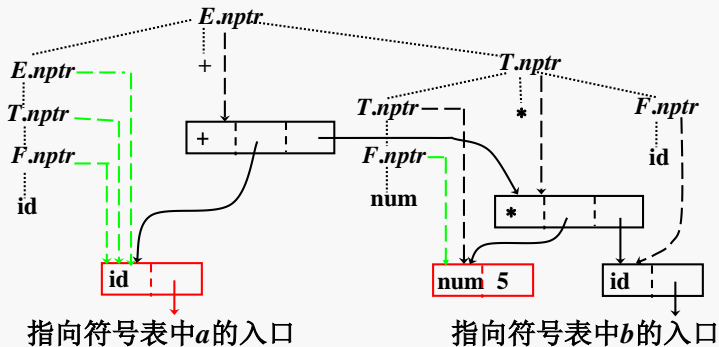 E.nptr
+
E.nptr
T.nptr
T.nptr
*
F.nptr
T.nptr
+
F.nptr
F.nptr
id
id
num
*
id
num 5
id
指向符号表中a的入口
指向符号表中b的入口